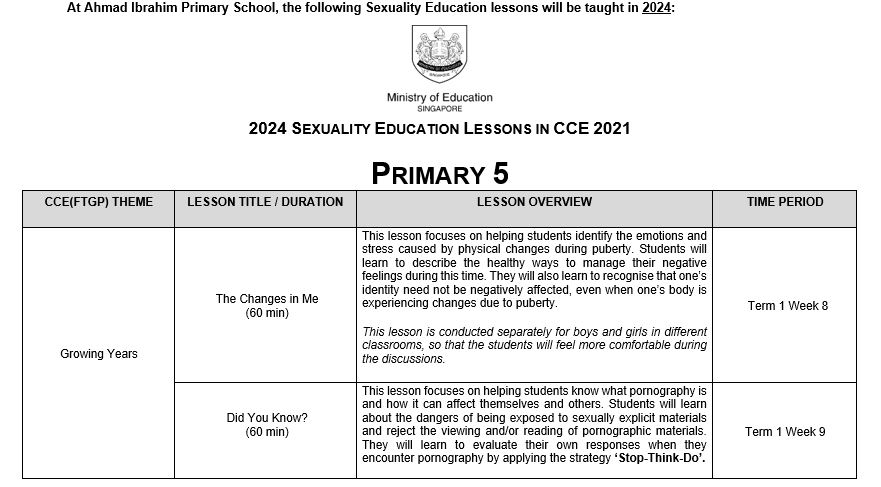 At Ahmad Ibrahim Primary School, the following Sexuality Education lessons will be taught in 2024:
Ministry of Education
SINGAPORE
2024 SEXUALITY EDUCATION LESSONS IN CCE 2021
PRIMARY 5
CCE(FTGP) THEME
LESSON TITLE / DURATION
LESSON OVERVIEW
TIME PERIOD
Growing Years
The Changes in Me
(60 min)
This lesson focuses on helping students identify the emotions and
stress caused by physical changes during puberty. Students will
learn to describe the healthy ways to manage their negative
feelings during this time. They will also learn to recognise that one's
identity need not be negatively affected, even when one's body is
experiencing changes due to puberty.
This lesson is conducted separately for boys and girls in different
classrooms, so that the students will feel more comfortable during
the discussions.
Term 1 Week 8
Did You Know?
(60 min)
This lesson focuses on helping students know what pornography is
and how it can affect themselves and others. Students will learn
about the dangers of being exposed to sexually explicit materials
and reject the viewing and/or reading of pornographic materials.
They will learn to evaluate their own responses when they
encounter pornography by applying the strategy 'Stop-Think-Do'.
Term 1 Week 9